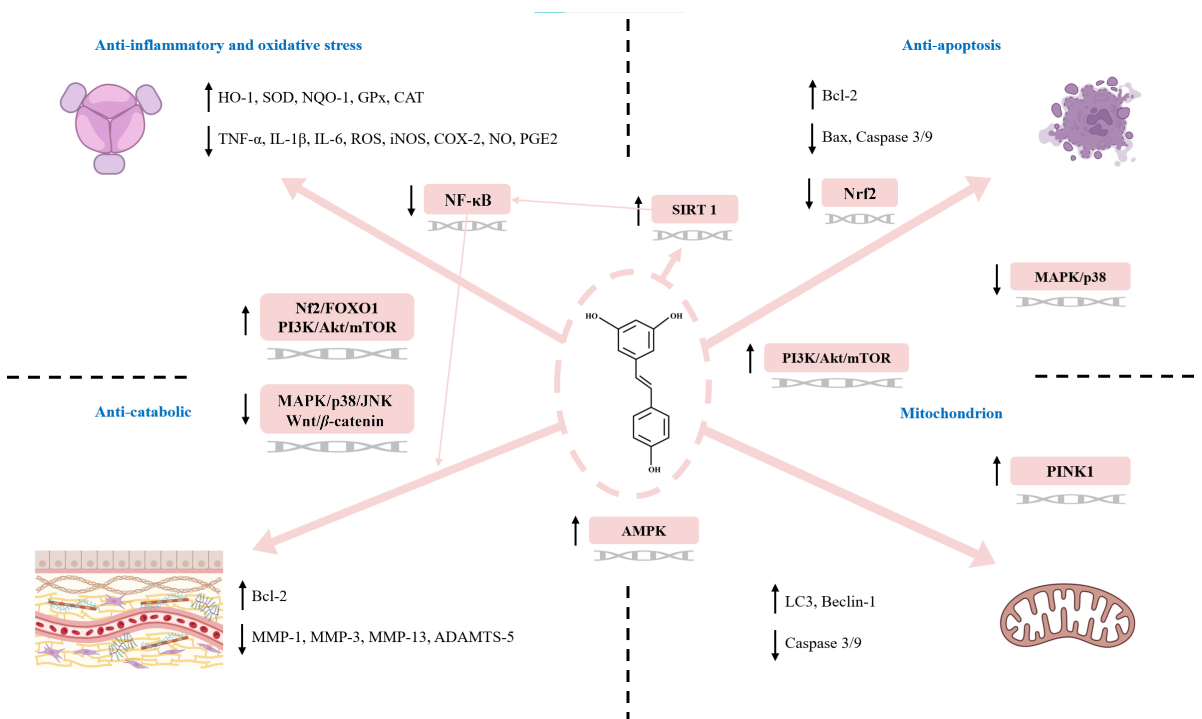 Anti-inflammatory and oxidative stress
HO-1, SOD, NQO-1, GPx, CAT
TNF-α, IL-1β, IL-6, ROS, iNOS, COX-2, NO, PGE2
Anti-apoptosis
Bcl-2
Bax, Caspase 3/9
NF-κB
SIRT 1
Nrf2
MAPK/p38
Nf2/FOXO1
PI3K/Akt/mTOR
HO
OH
PI3K/Akt/mTOR
Anti-catabolic
MAPK/p38/JNK
Wnt/β-catenin
Mitochondrion
OH
PINK1
AMPK
Bcl-2
MMP-1, MMP-3, MMP-13, ADAMTS-5
LC3, Beclin-1
Caspase 3/9